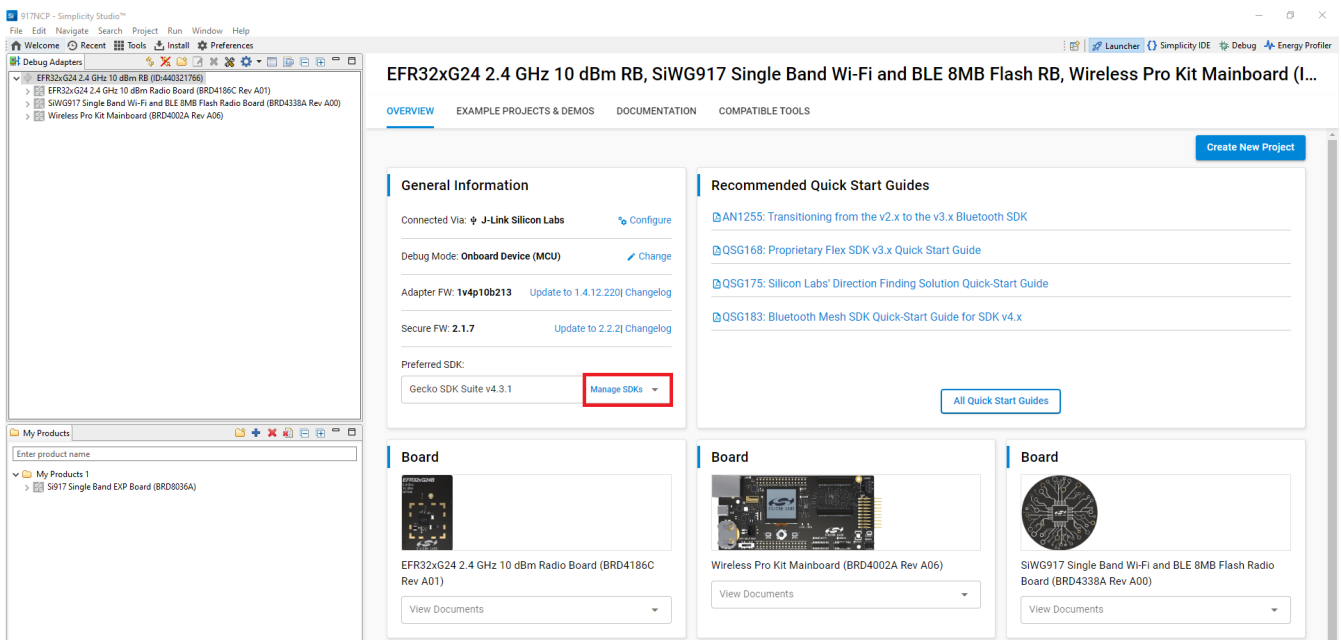 917NCP - Simplicity Studio™
File Edit Navigate Search Project Run Window Help
Welcome Recent Tools Install Preferences
Launcher Simplicity IDE Debug Energy Profiler
Debug Adapters
EFR32xG24 2.4 GHz 10 dBm RB (ID:440321766)
EFR32xG24 2.4 GHz 10 dBm Radio Board (BRD4186C Rev A01)
SiWG917 Single Band Wi-Fi and BLE 8MB Flash Radio Board (BRD4338A Rev A00)
Wireless Pro Kit Mainboard (BRD4002A Rev A06)
EFR32xG24 2.4 GHz 10 dBm RB, SiWG917 Single Band Wi-Fi and BLE 8MB Flash RB, Wireless Pro Kit Mainboard (I...
OVERVIEW EXAMPLE PROJECTS & DEMOS DOCUMENTATION COMPATIBLE TOOLS
Create New Project
General Information
Connected Via: J-Link Silicon Labs Configure
Debug Mode: Onboard Device (MCU) Change
Adapter FW: 1v4p10b213 Update to 1.4.12.220| Changelog
Secure FW: 2.1.7 Update to 2.2.2| Changelog
Preferred SDK:
Gecko SDK Suite v4.3.1 Manage SDKs
Recommended Quick Start Guides
AN1255: Transitioning from the v2.x to the v3.x Bluetooth SDK
QSG168: Proprietary Flex SDK v3.x Quick Start Guide
QSG175: Silicon Labs' Direction Finding Solution Quick-Start Guide
QSG183: Bluetooth Mesh SDK Quick-Start Guide for SDK v4.x
All Quick Start Guides
My Products
Enter product name
My Products 1
Si917 Single Band EXP Board (BRD8036A)
Board
EFR32xG24B
EFR32xG24 2.4 GHz 10 dBm Radio Board (BRD4186C
Rev A01)
View Documents
Board
SILICON LABS
Wireless Pro Kit Mainboard (BRD4002A Rev A06)
View Documents
Board
SiWG917 Single Band Wi-Fi and BLE 8MB Flash Radio
Board (BRD4338A Rev A00)
View Documents